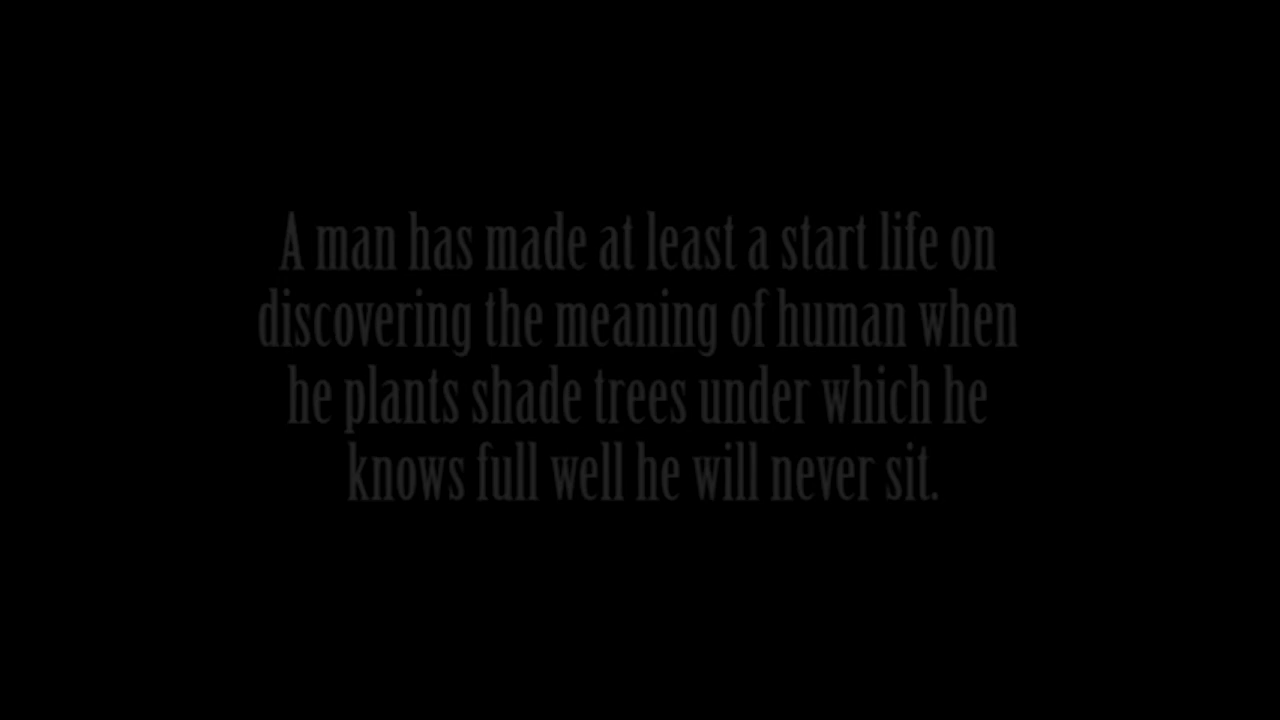 A man has made at least a start life on
discovering the meaning of human when
he plants shade trees under which he
knows full well he will never sit.